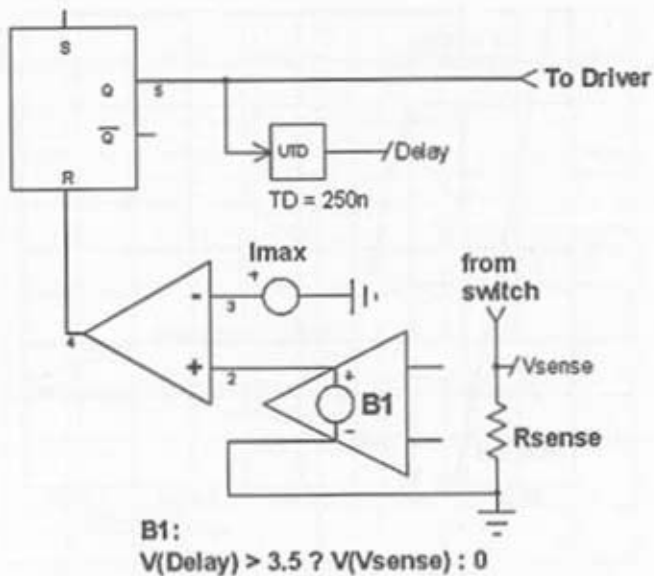 S
Q
5
To Driver
Q
UTD
/Delay
R
TD = 250n
Imax
+
from
switch
-
3
4
/Vsense
+
2
+
B1
-
Rsense
B1:
V(Delay) > 3.5 ? V(Vsense) : 0